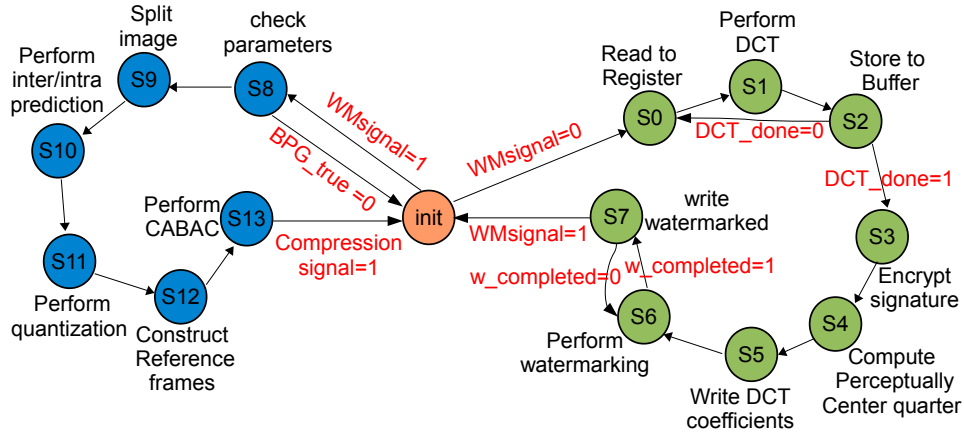 Split
image
S9
check
parameters
S8
Perform
inter/intra
prediction
S10
S11
Perform
quantization
S12
Construct
Reference
frames
Perform
CABAC
S13
Compression
signal=1
WMsignal=1
BPG_true =0
init
WMsignal=0
Read to
Register
S0
Perform
DCT
S1
Store to
Buffer
S2
DCT_done=0
DCT_done=1
S3
Encrypt
signature
S4
Compute
Perceptually
Center quarter
S5
Write DCT
coefficients
S6
Perform
watermarking
w_completed=0
w_completed=1
S7
write
watermarked
WMsignal=1